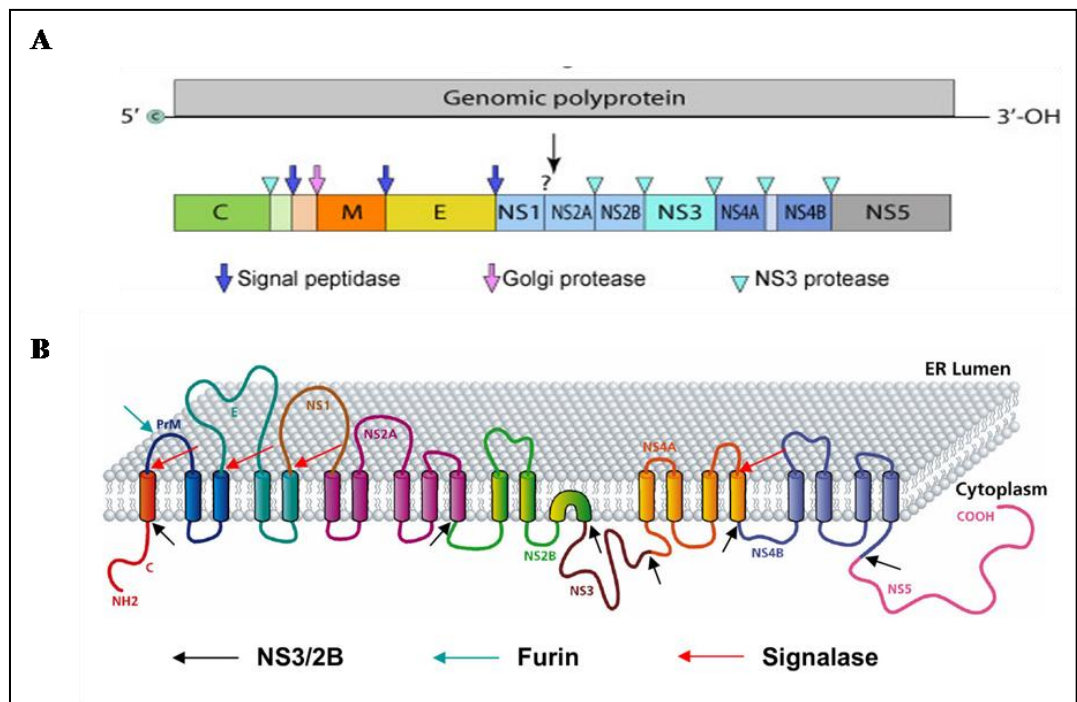 A
Genomic polyprotein
5′ C 3′-OH
?
C M E NS1 NS2A NS2B NS3 NS4A NS4B NS5
Signal peptidase Golgi protease NS3 protease
B
ER Lumen
PrM E NS1 NS2A NS4A
Cytoplasm
COOH
C NS2B NS4B
NH2 NS3 NS5
NS3/2B Furin Signalase